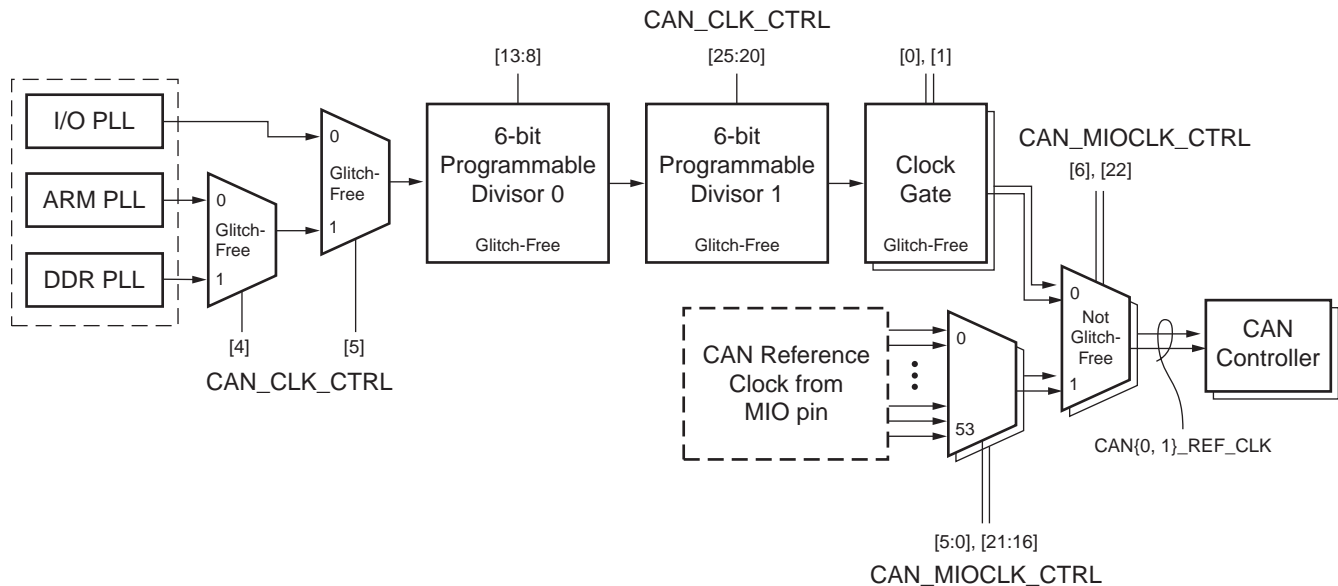 CAN_CLK_CTRL
[13:8]
[25:20]
[0], [1]
I/O PLL
ARM PLL
DDR PLL
0
1
Glitch-
Free
0
1
Glitch-
Free
6-bit
Programmable
Divisor 0
Glitch-Free
6-bit
Programmable
Divisor 1
Glitch-Free
Clock
Gate
Glitch-Free
CAN_MIOCLK_CTRL
[6], [22]
[4]
[5]
CAN_CLK_CTRL
CAN Reference
Clock from
MIO pin
0
53
0
Not
Glitch-
Free
1
CAN
Controller
CAN{0, 1}_REF_CLK
[5:0], [21:16]
CAN_MIOCLK_CTRL